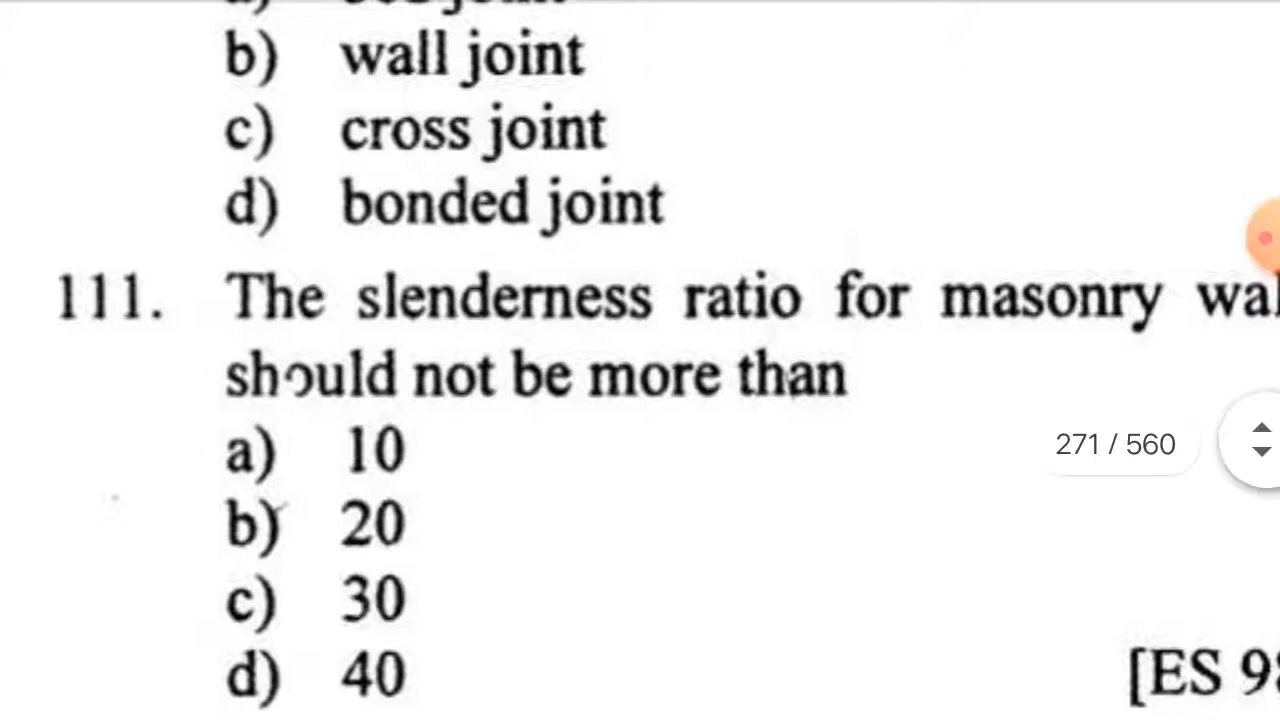 b) wall joint
c) cross joint
d) bonded joint
111. The slenderness ratio for masonry
should not be more than
a) 10
271 / 560
b) 20
c) 30
d) 40
[ES